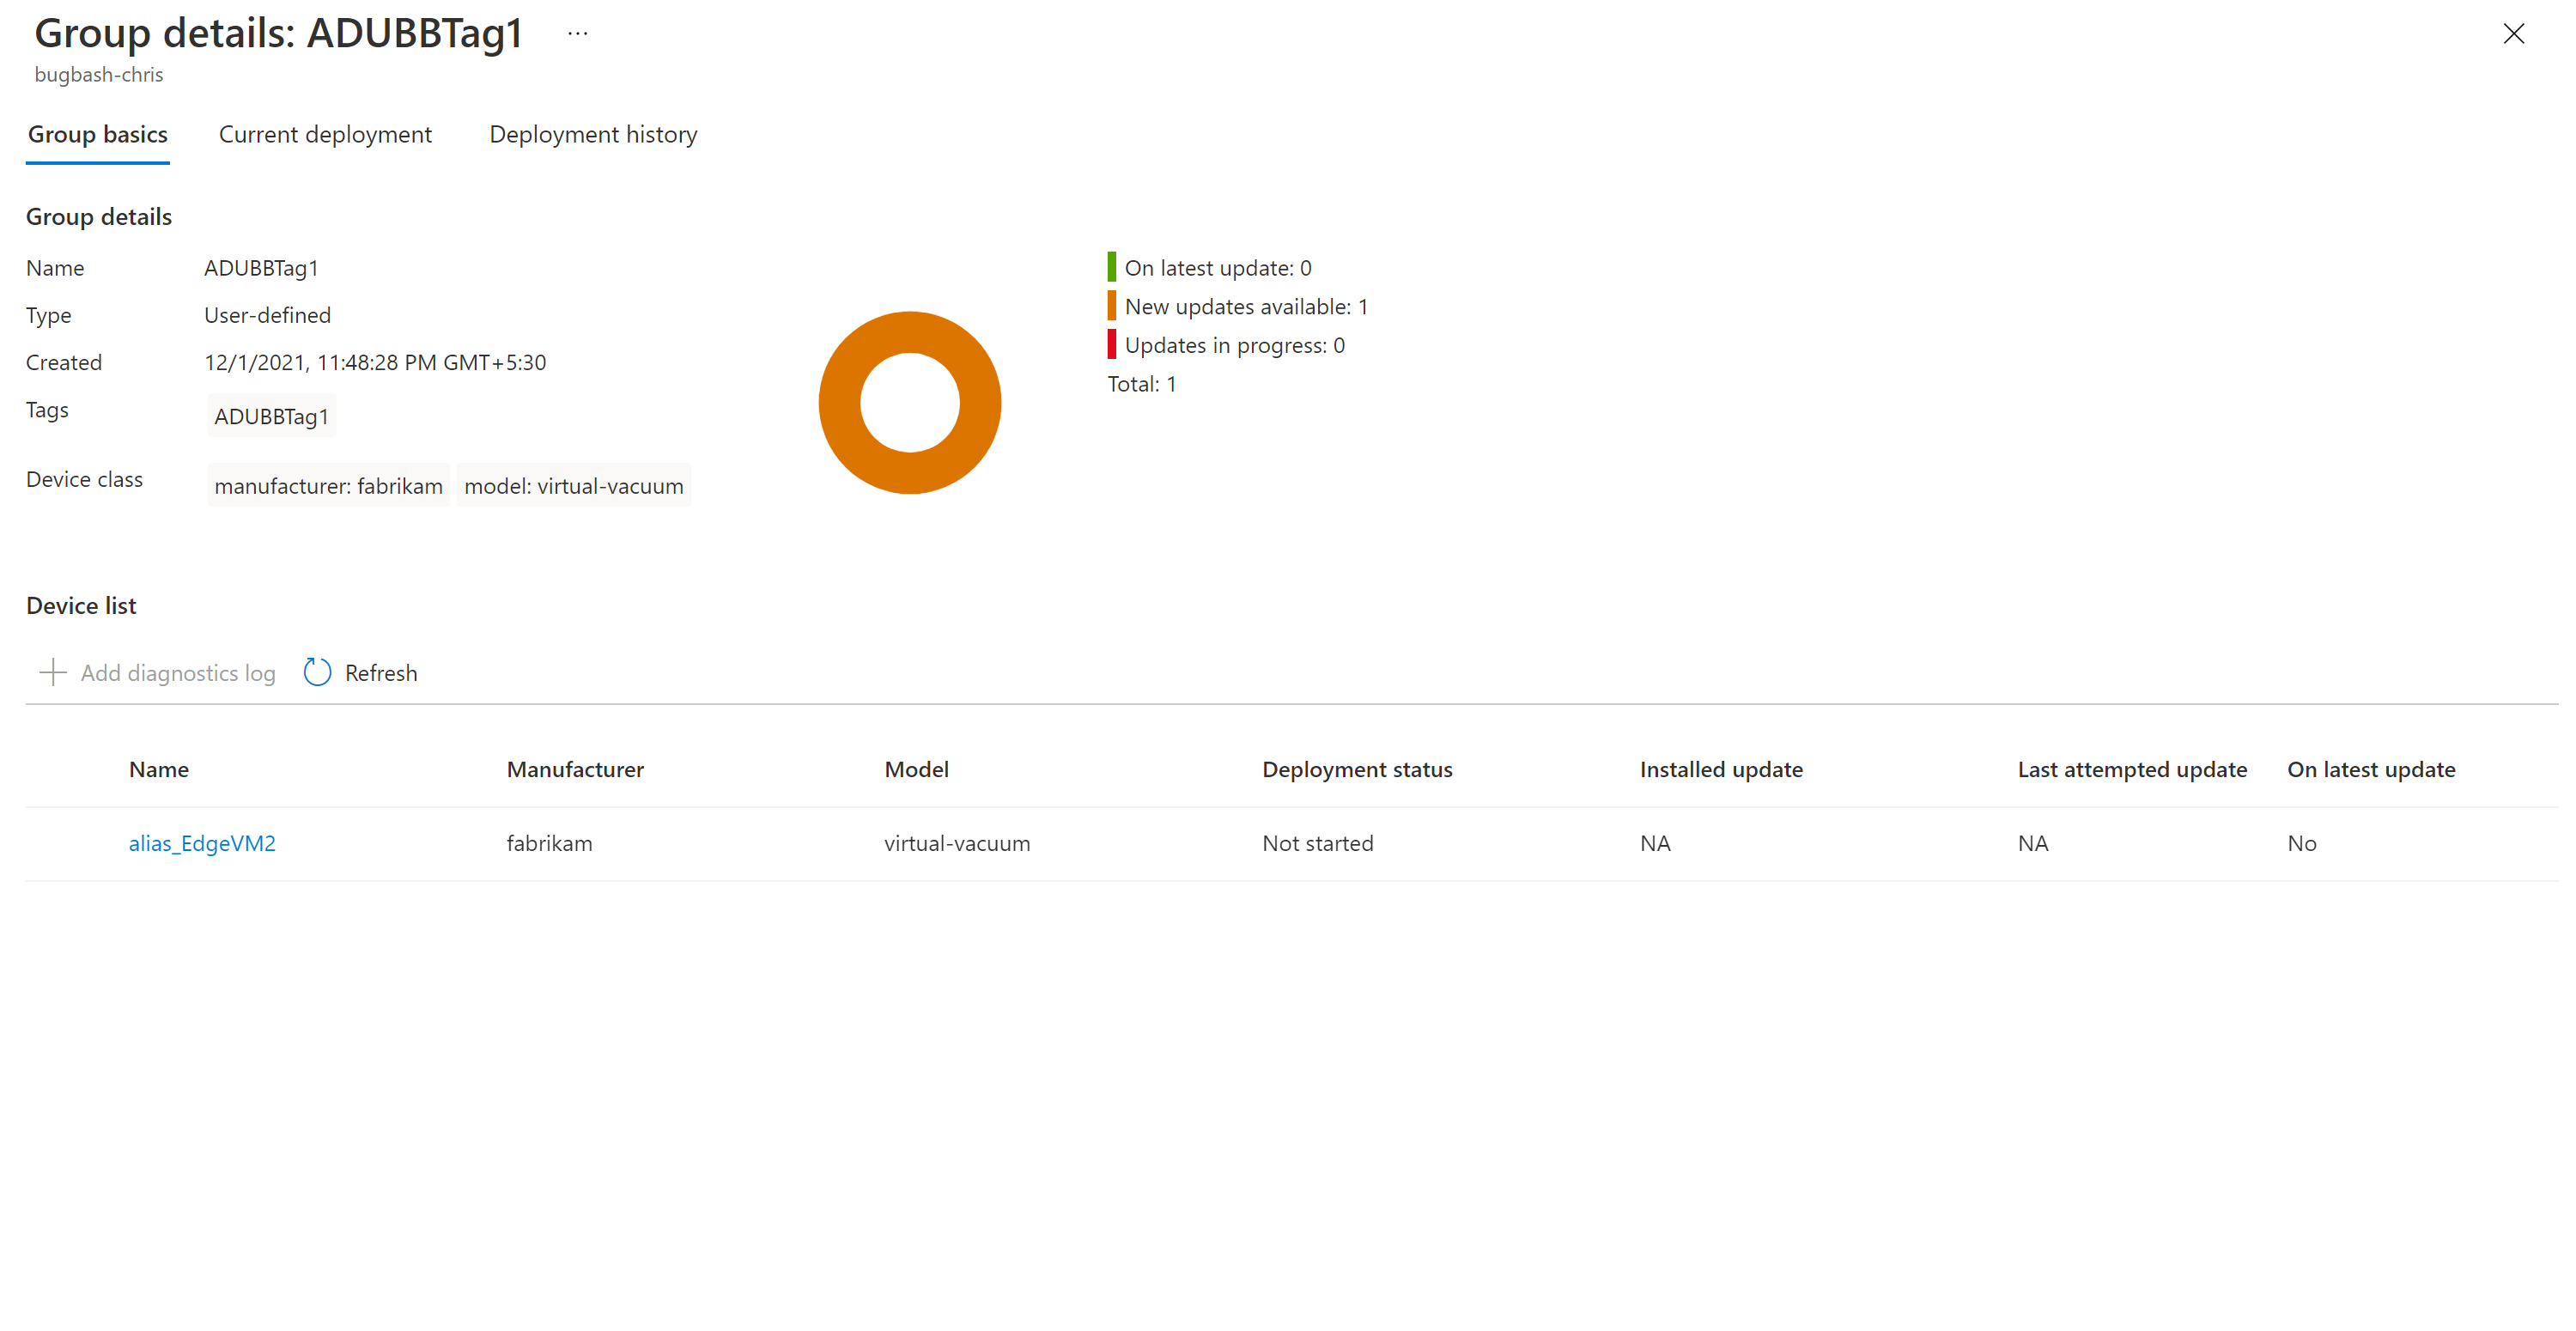 Group details: ADUBBTag1 ...
bugbash-chris
Group basics Current deployment Deployment history
Group details
Name ADUBBTag1
Type User-defined
Created 12/1/2021, 11:48:28 PM GMT+5:30
Tags ADUBBTag1
Device class manufacturer: fabrikam model: virtual-vacuum
On latest update: 0
New updates available: 1
Updates in progress: 0
Total: 1
Device list
Add diagnostics log Refresh
Name Manufacturer Model Deployment status Installed update Last attempted update On latest update
alias_EdgeVM2 fabrikam virtual-vacuum Not started NA NA No